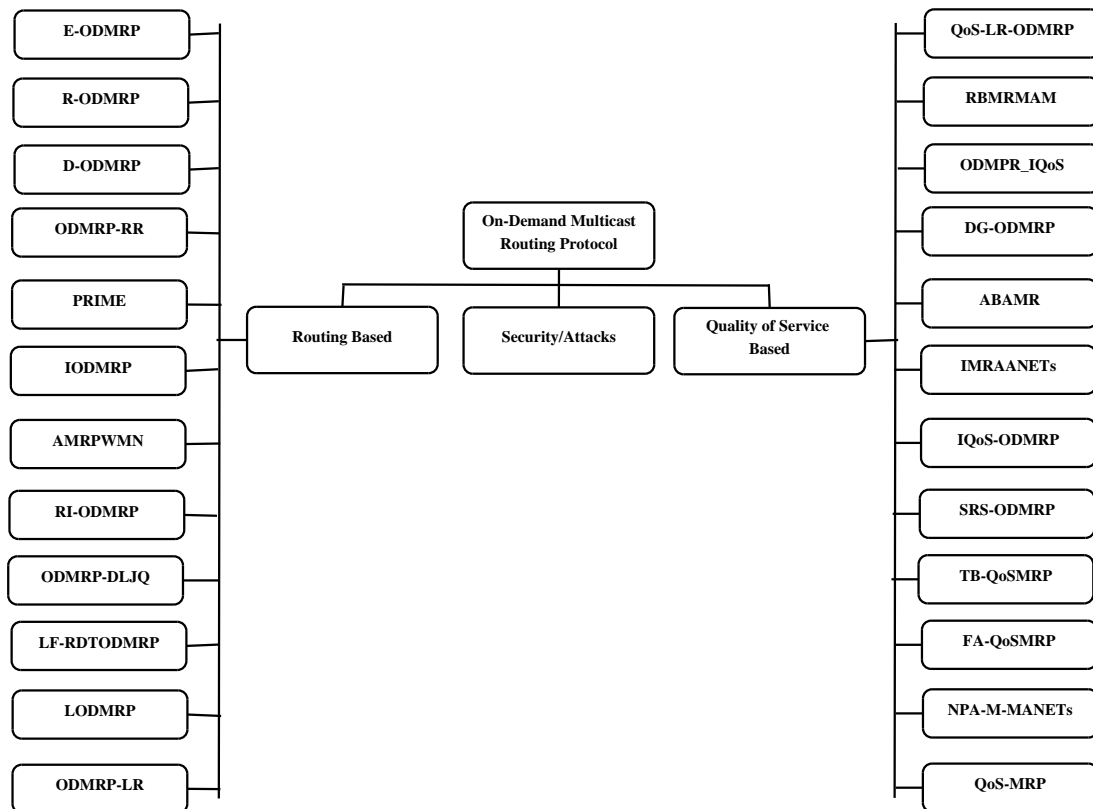 E-ODMRP
R-ODMRP
D-ODMRP
ODMRP-RR
PRIME
IODMRP
AMRPWMN
RI-ODMRP
ODMRP-DLJQ
LF-RDTODMRP
LODMRP
ODMRP-LR
On-Demand Multicast
Routing Protocol
Routing Based
Security/Attacks
Quality of Service
Based
QoS-LR-ODMRP
RBMRMAM
ODMPR_IQoS
DG-ODMRP
ABAMR
IMRAANETs
IQoS-ODMRP
SRS-ODMRP
TB-QoSMRP
FA-QoSMRP
NPA-M-MANETs
QoS-MRP